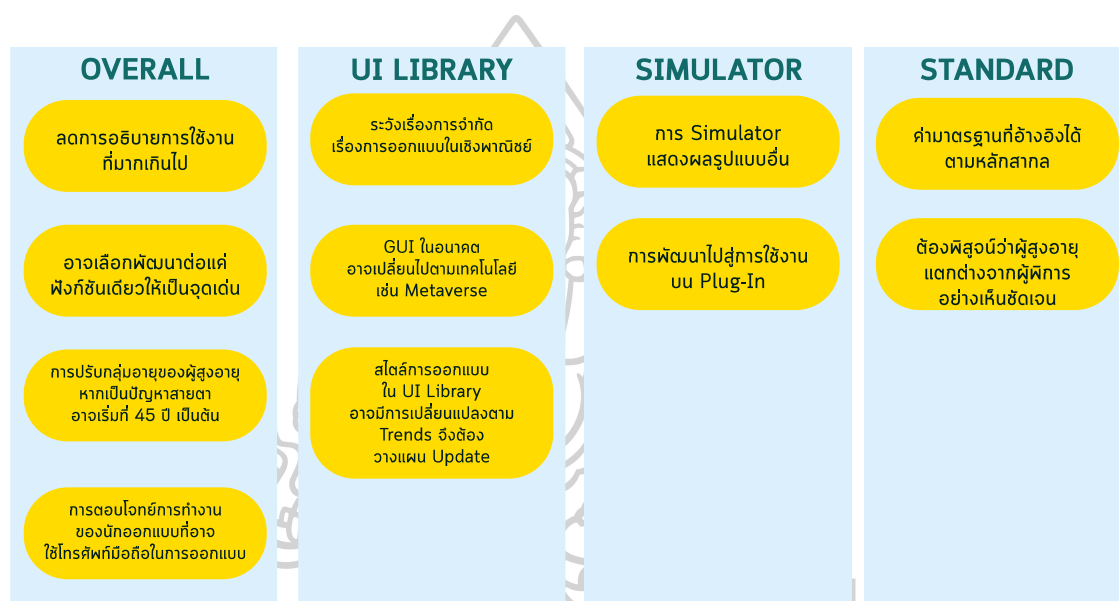 OVERALL
ลดการอธิบายการใช้งาน
ที่มากเกินไป
อาจเลือกพัฒนาต่อแค่
ฟังก์ชันเดียวให้เป็นจุดเด่น
การปรับกลุ่มอายุของผู้สูงอายุ
หากเป็นปัญหาสายตา
อาจเริ่มที่ 45 ปี เป็นต้น
การตอบโจทย์การทำงาน
ของนักออกแบบที่อาจ
ใช้โทรศัพท์มือถือในการออกแบบ
UI LIBRARY
ระวังเรื่องการจำกัด
เรื่องการออกแบบในเชิงพาณิชย์
GUI ในอนาคต
อาจเปลี่ยนไปตามเทคโนโลยี
เช่น Metaverse
สไตล์การออกแบบ
ใน UI Library
อาจมีการเปลี่ยนแปลงตาม
Trends จึงต้อง
วางแผน Update
SIMULATOR
การ Simulator
แสดงผลรูปแบบอื่น
การพัฒนาไปสู่การใช้งาน
บน Plug-In
STANDARD
ค่ามาตรฐานที่อ้างอิงได้
ตามหลักสากล
ต้องพิสูจน์ว่าผู้สูงอายุ
แตกต่างจากผู้พิการ
อย่างเห็นชัดเจน